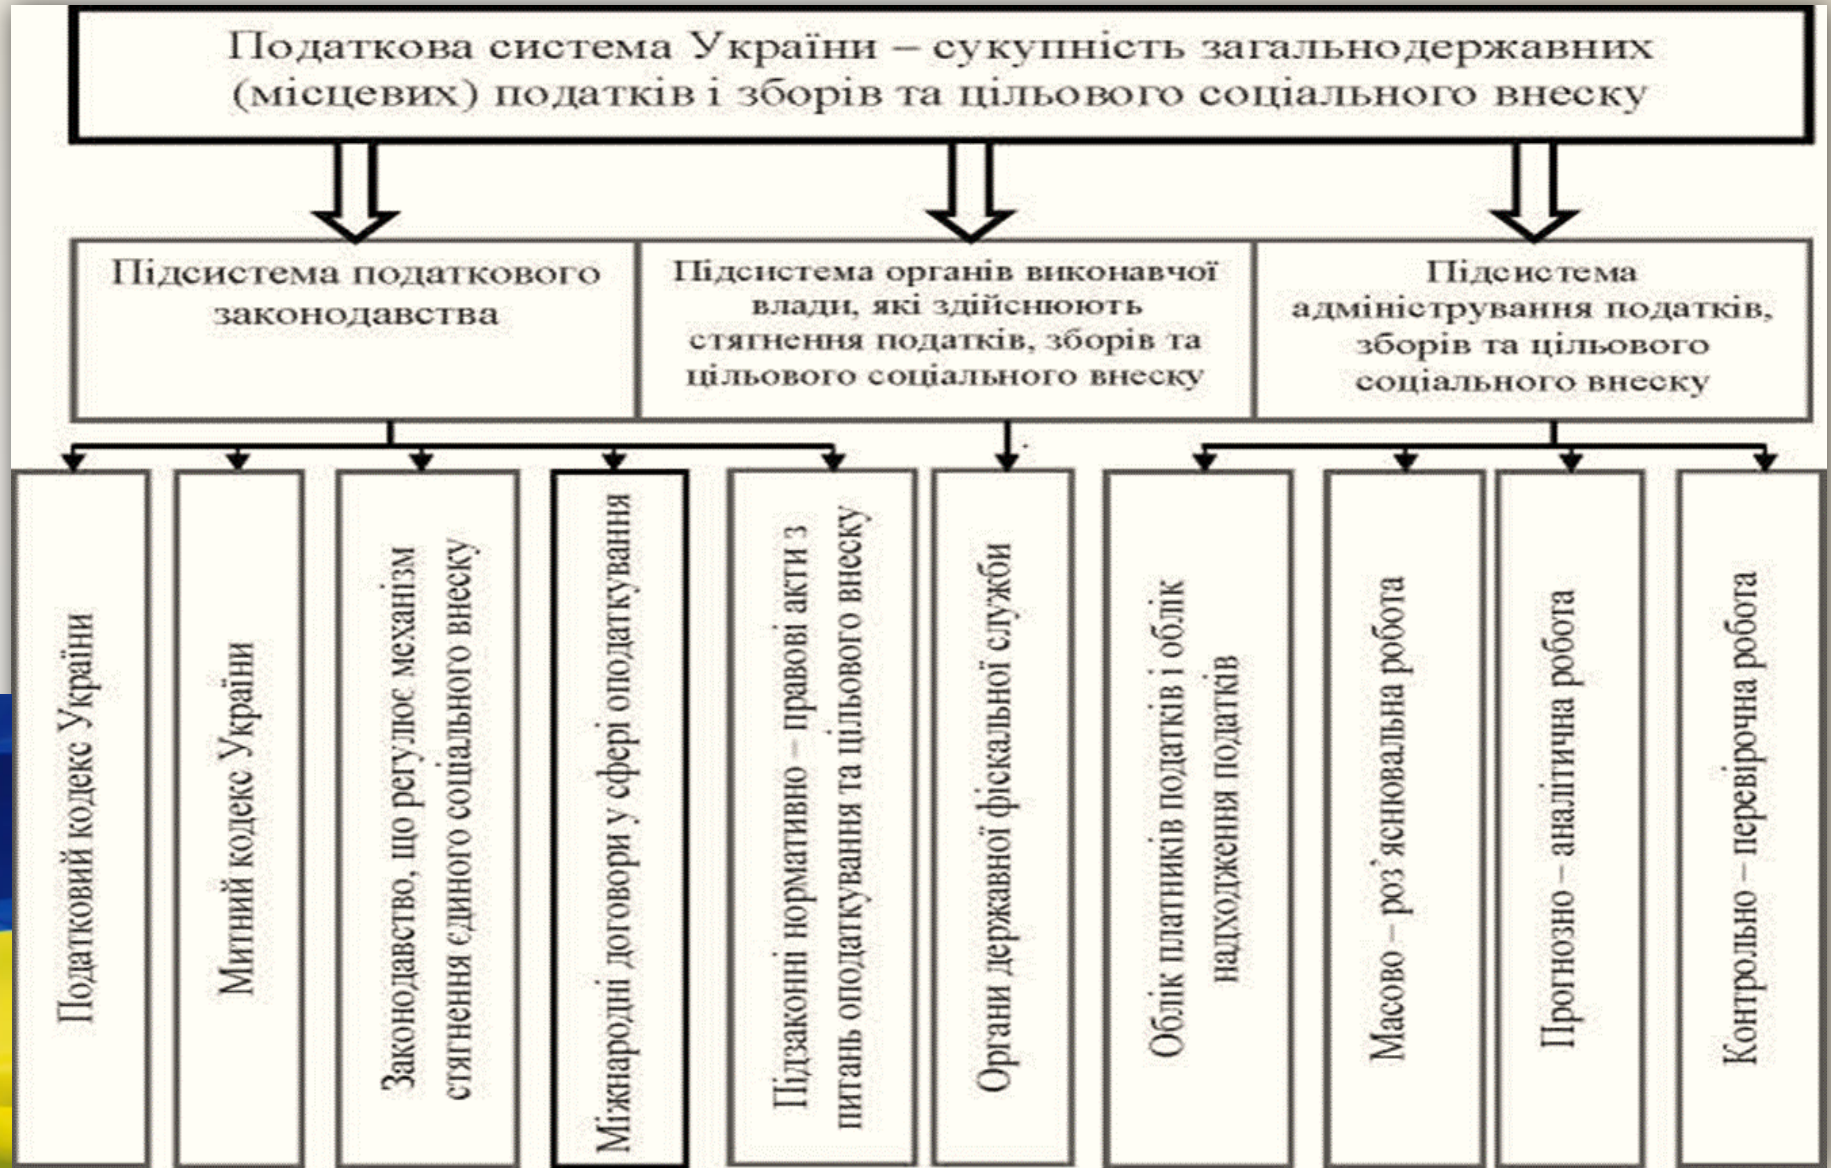 Податкова система України – сукупність загальнодержавних
(місцевих) податків і зборів та цільового соціального внеску
Підсистема податкового
законодавства
Підсистема органів виконавчої
влади, які здійснюють
стягнення податків, зборів та
цільового соціального внеску
Підсистема
адміністрування податків,
зборів та цільового
соціального внеску
Податковий кодекс України
Митний кодекс України
Законодавство, що регулює механізм
стягнення єдиного соціального внеску
Міжнародні договори у сфері оподаткування
Підзаконні нормативно – правові акти з
питань оподаткування та цільового внеску
Органи державної фіскальної служби
Облік платників податків і облік
надходження податків
Масово – роз’яснювальна робота
Прогнозно – аналітична робота
Контрольно – перевірочна робота